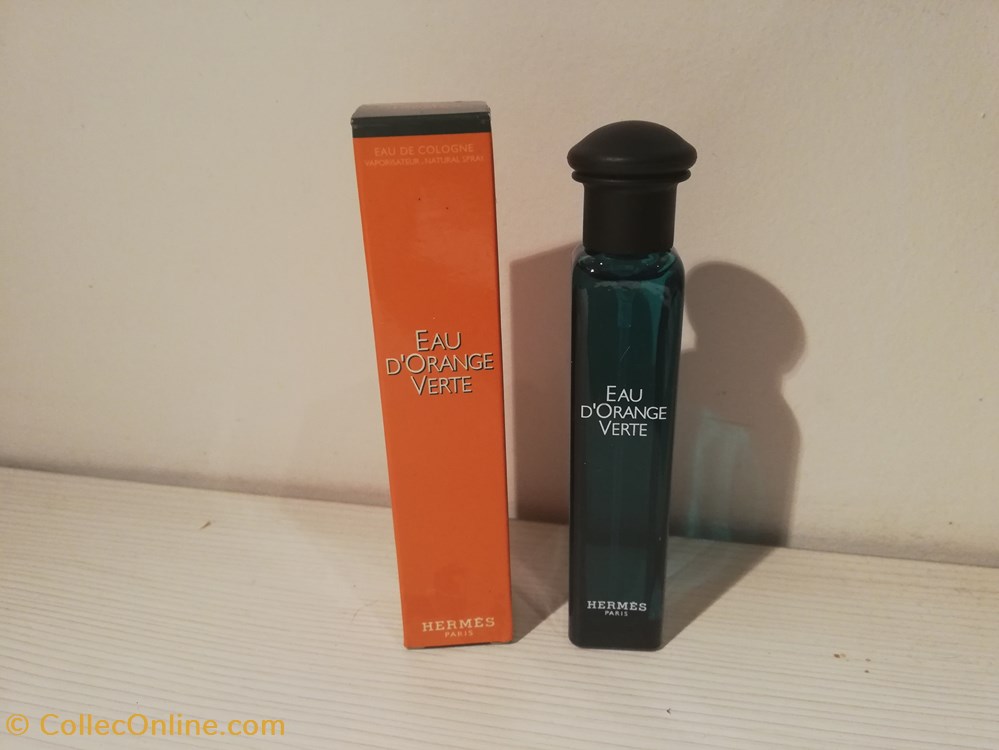 EAU DE COLOGNE
VAPORISATEUR . NATURAL SPRAY
EAU
D'ORANGE
VERTE
HERMÈS
PARIS
EAU
D'ORANGE
VERTE
HERMÈS
PARIS
© CollecOnline.com